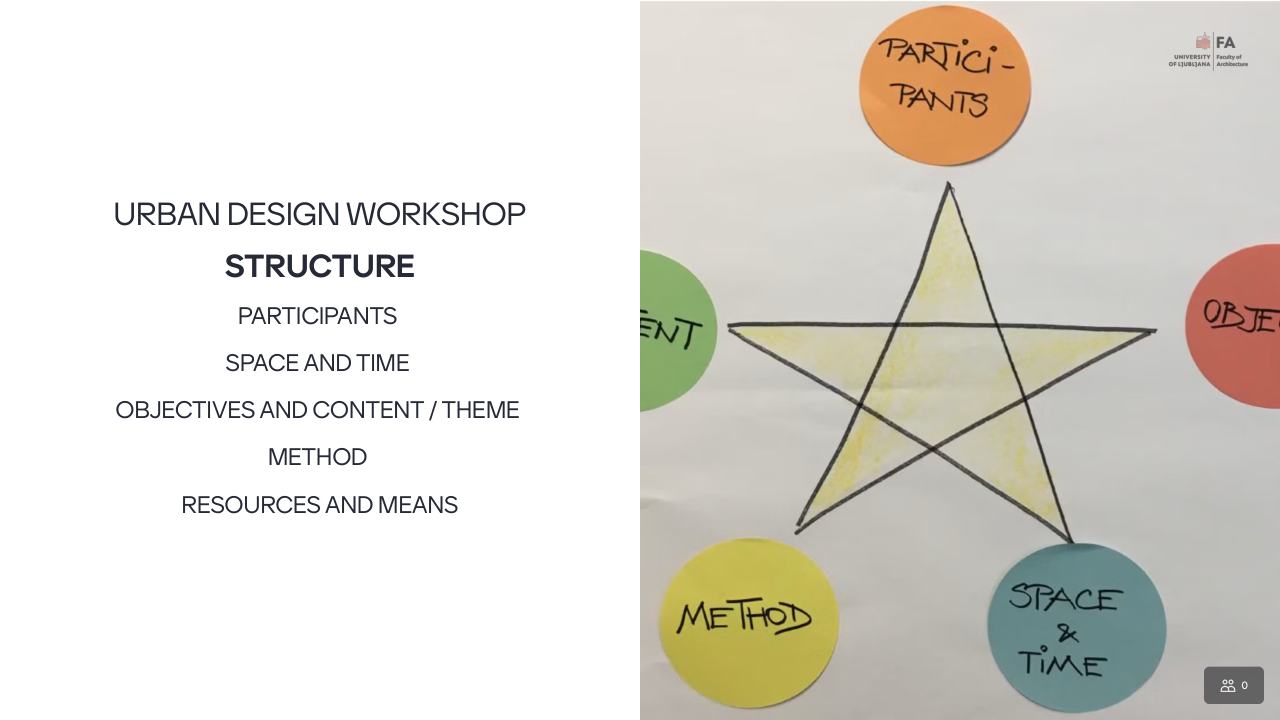 URBAN DESIGN WORKSHOP
STRUCTURE
PARTICIPANTS
SPACE AND TIME
OBJECTIVES AND CONTENT / THEME
METHOD
RESOURCES AND MEANS
PARTICI-
PANTS
UNIVERSITY
OF LJUBLJANA
FA
Faculty of
Architecture
ENT
OBJE
METHOD
SPACE
&
TIME
0